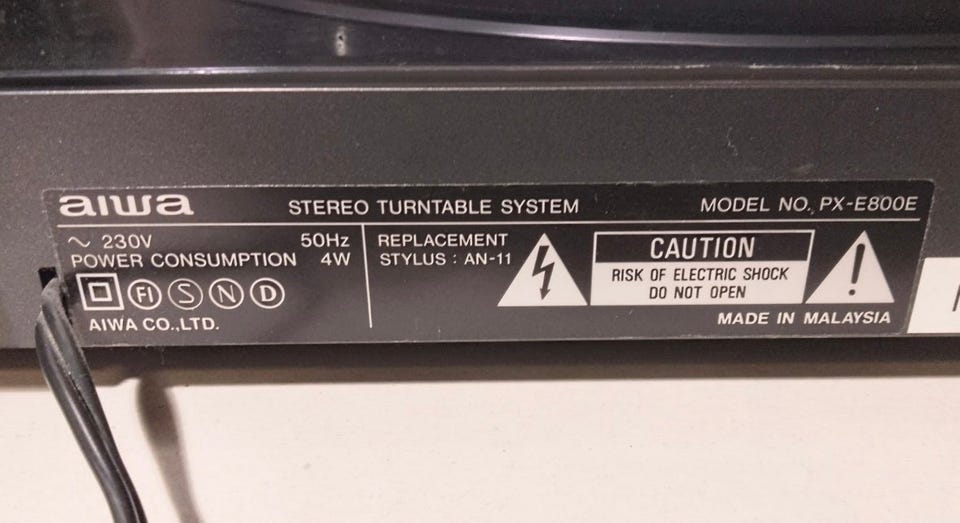 aiwa STEREO TURNTABLE SYSTEM MODEL NO. PX-E800E
~ 230V 50Hz
POWER CONSUMPTION 4W
FI S N D
AIWA CO.,LTD.
REPLACEMENT
STYLUS : AN-11
CAUTION
RISK OF ELECTRIC SHOCK
DO NOT OPEN
!
MADE IN MALAYSIA